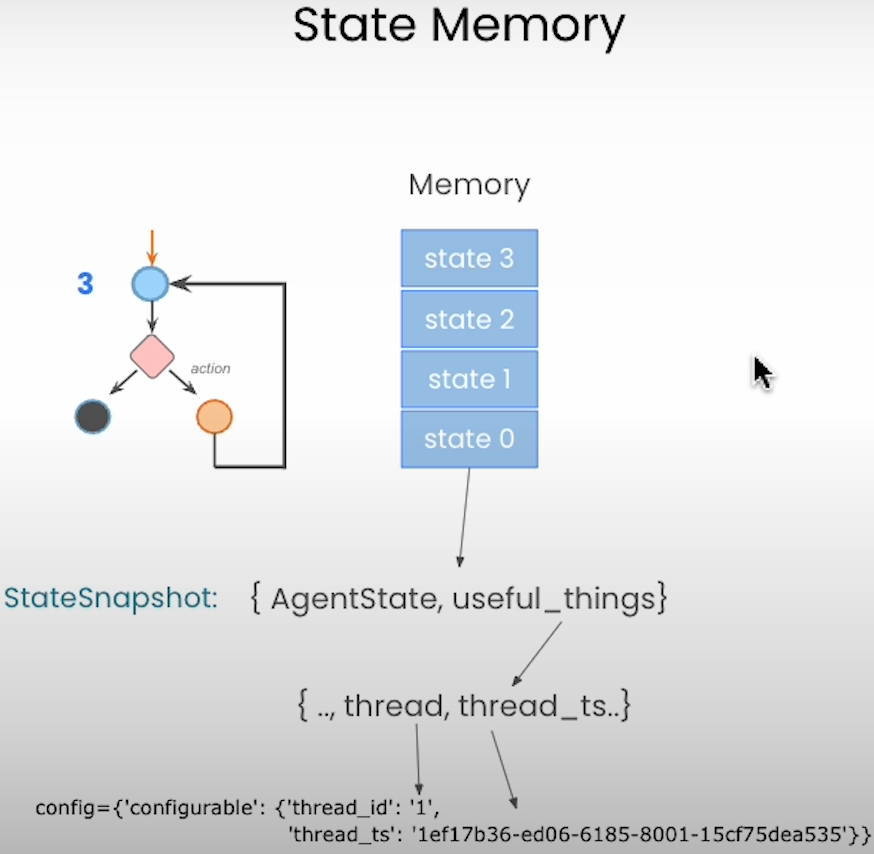 State Memory
Memory
3
state 3
state 2
action
state 1
state 0
StateSnapshot: { AgentState, useful_things}
{ .., thread, thread_ts..}
config={'configurable': {'thread_id': '1',
'thread_ts': '1ef17b36-ed06-6185-8001-15cf75dea535'}}